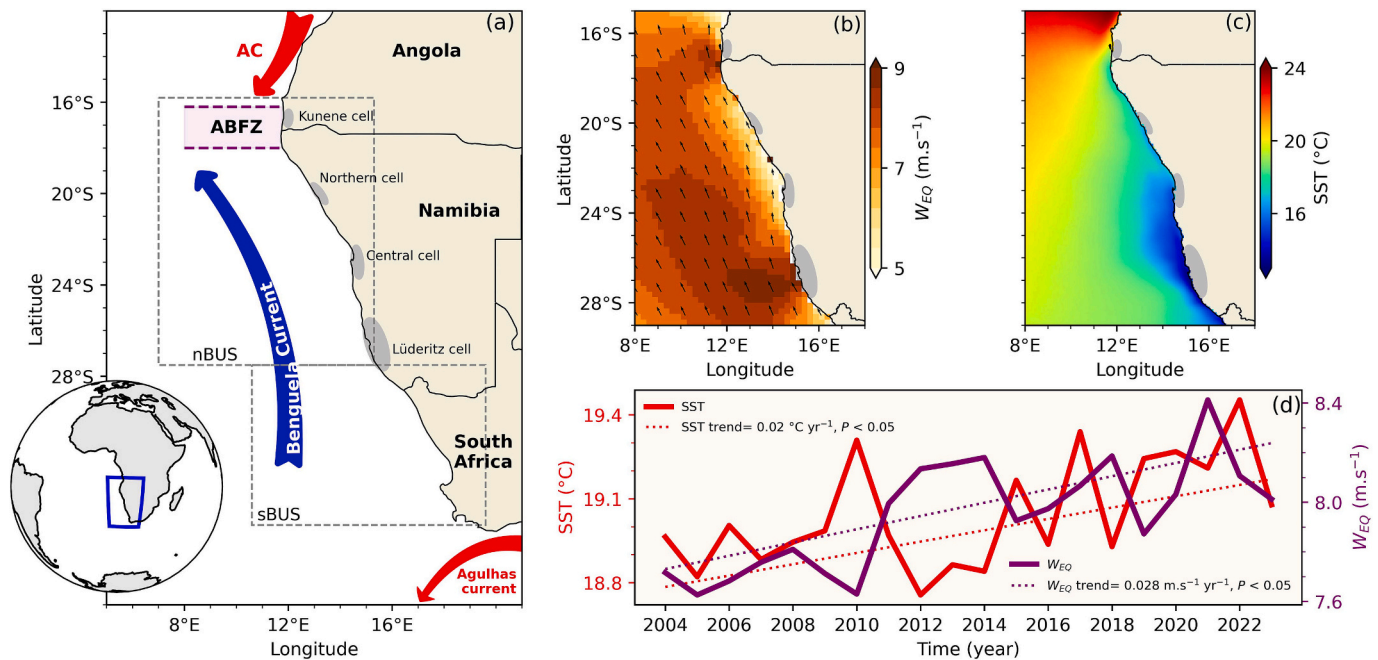 (a)
AC
Angola
16°S
ABFZ
Kunene cell
Northern cell
20°S
Namibia
Central cell
24°S
Latitude
Benguela Current
Lüderitz cell
nBUS
28°S
South
Africa
sBUS
Agulhas
current
8°E 12°E 16°E
Longitude
(b)
16°S
20°S
24°S
28°S
Latitude
8°E 12°E 16°E
Longitude
9
7
5
W_EQ (m.s⁻¹)
(c)
8°E 12°E 16°E
Longitude
24
20
16
SST (°C)
(d)
19.4
19.1
18.8
SST (°C)
SST
SST trend= 0.02 °C yr⁻¹, P < 0.05
W_EQ
W_EQ trend= 0.028 m.s⁻¹ yr⁻¹, P < 0.05
8.4
8.0
7.6
W_EQ (m.s⁻¹)
2004 2006 2008 2010 2012 2014 2016 2018 2020 2022
Time (year)